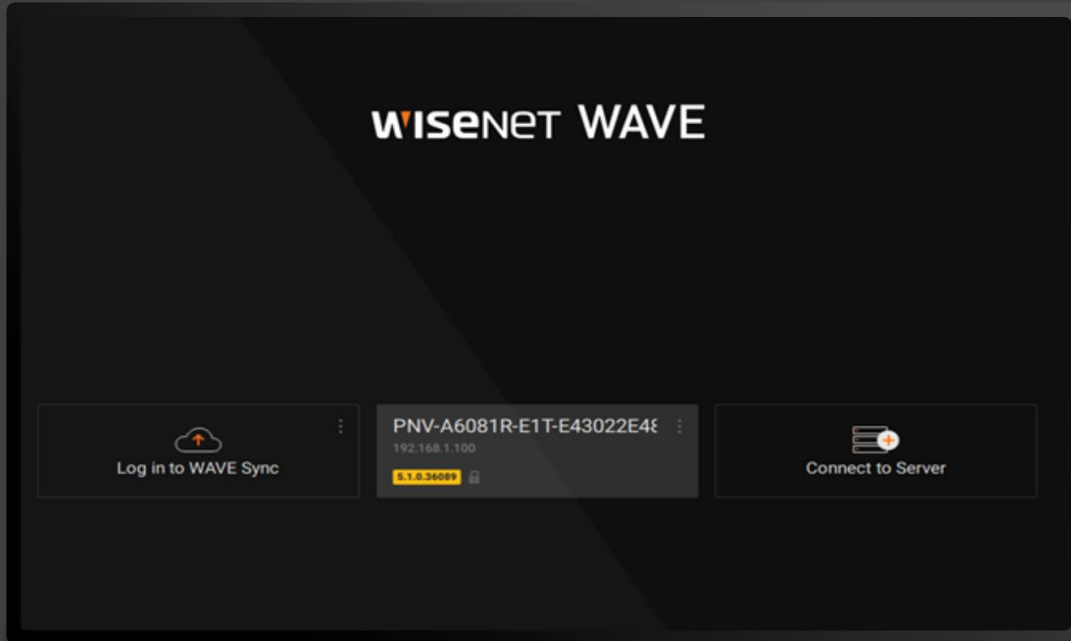 WISENET WAVE
Log in to WAVE Sync
PNV-A6081R-E1T-E43022E48
192.168.1.100
5.1.0.36089
Connect to Server